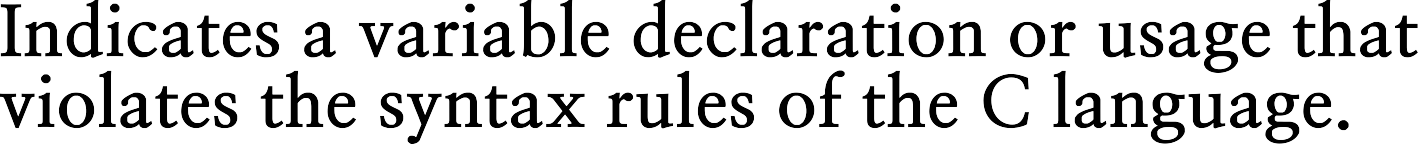 Indicates a variable declaration or usage that
violates the syntax rules of the C language.